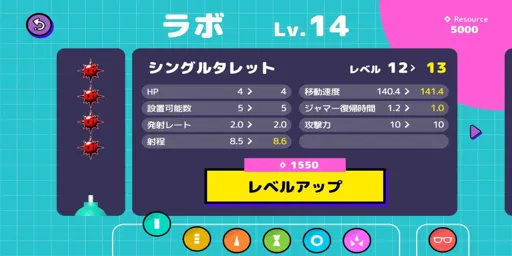 ラボ Lv.14
Resource
5000
シングルタレット レベル 12 > 13
HP 4 > 4
移動速度 140.4 > 141.4
設置可能数 5 > 5
ジャマー復帰時間 1.2 > 1.0
発射レート 2.0 > 2.0
攻撃力 10 > 10
射程 8.5 > 8.6
1550
レベルアップ